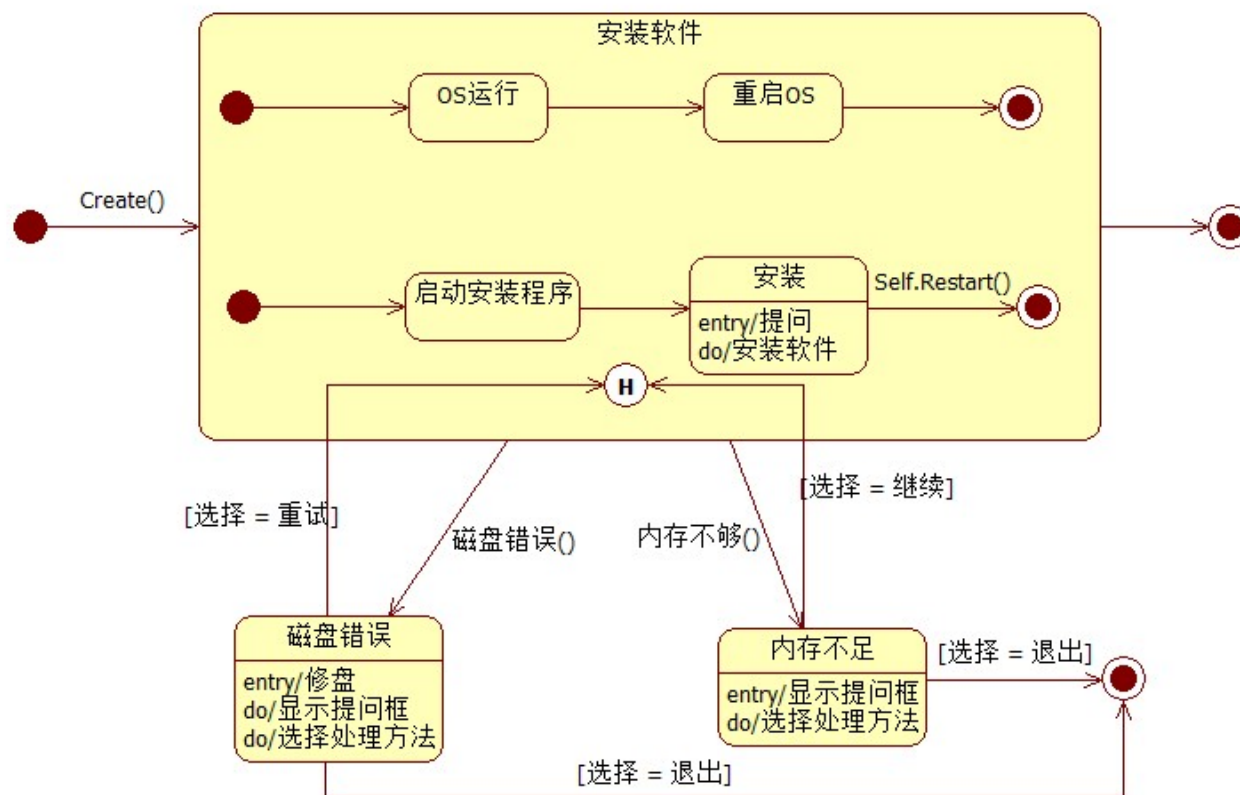 安装软件
OS运行
重启OS
Create()
启动安装程序
安装
entry/提问
do/安装软件
Self.Restart()
H
[选择 = 重试]
磁盘错误()
内存不够()
[选择 = 继续]
磁盘错误
entry/修盘
do/显示提问框
do/选择处理方法
内存不足
entry/显示提问框
do/选择处理方法
[选择 = 退出]
[选择 = 退出]